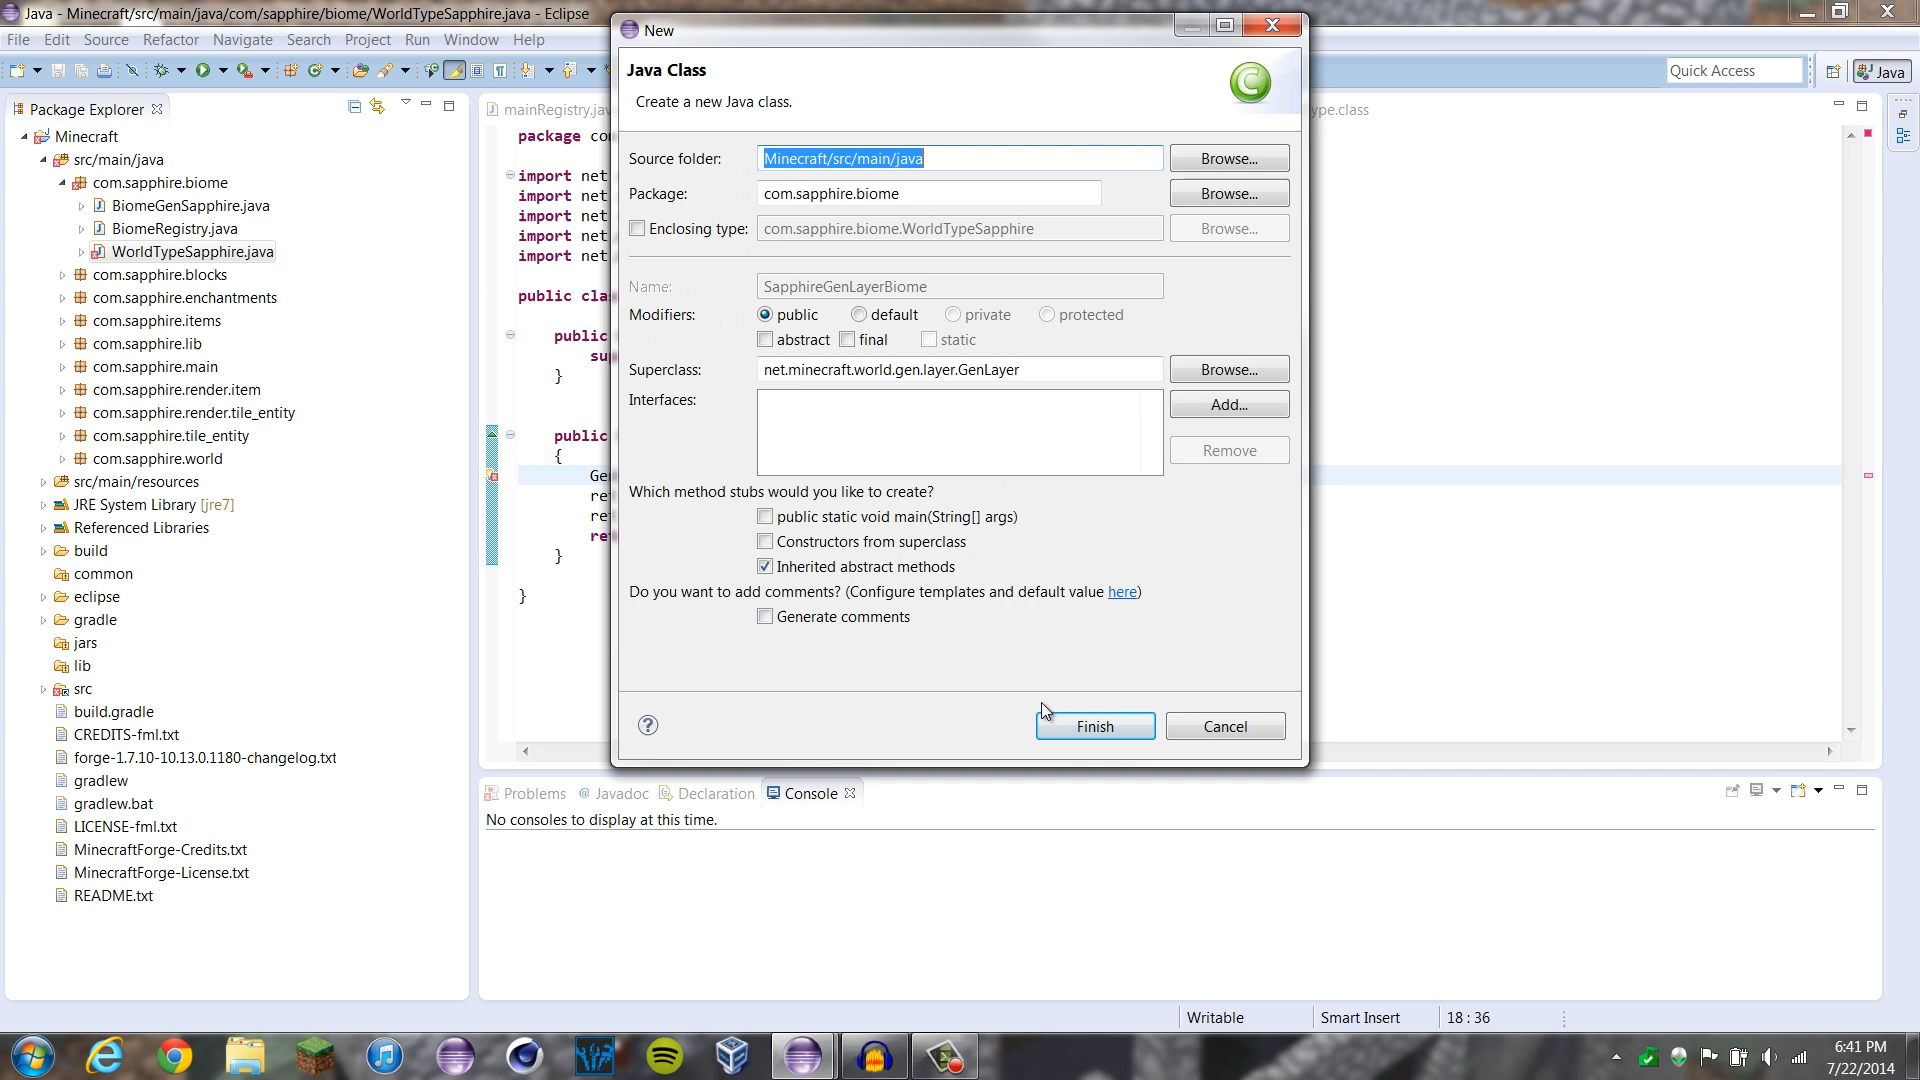 Java - Minecraft/src/main/java/com/sapphire/biome/WorldTypeSapphire.java - Eclipse
File Edit Source Refactor Navigate Search Project Run Window Help
Quick Access
Java
Package Explorer
Minecraft
src/main/java
com.sapphire.biome
BiomeGenSapphire.java
BiomeRegistry.java
WorldTypeSapphire.java
com.sapphire.blocks
com.sapphire.enchantments
com.sapphire.items
com.sapphire.lib
com.sapphire.main
com.sapphire.render.item
com.sapphire.render.tile_entity
com.sapphire.tile_entity
com.sapphire.world
src/main/resources
JRE System Library [jre7]
Referenced Libraries
build
common
eclipse
gradle
jars
lib
src
build.gradle
CREDITS-fml.txt
forge-1.7.10-10.13.0.1180-changelog.txt
gradlew
gradlew.bat
LICENSE-fml.txt
MinecraftForge-Credits.txt
MinecraftForge-License.txt
README.txt
mainRegistry.jav
ype.class
package co
import net
import net
import net
import net
import net
public cla
public
su
}
public
{
Ge
ret
ret
ret
}
}
New
Java Class
Create a new Java class.
C
Source folder: Minecraft/src/main/java Browse...
Package: com.sapphire.biome Browse...
Enclosing type: com.sapphire.biome.WorldTypeSapphire Browse...
Name: SapphireGenLayerBiome
Modifiers: public default private protected
abstract final static
Superclass: net.minecraft.world.gen.layer.GenLayer Browse...
Interfaces: Add...
Remove
Which method stubs would you like to create?
public static void main(String[] args)
Constructors from superclass
Inherited abstract methods
Do you want to add comments? (Configure templates and default value here)
Generate comments
Finish Cancel
Problems @ Javadoc Declaration Console
No consoles to display at this time.
Writable Smart Insert 18 : 36
6:41 PM
7/22/2014